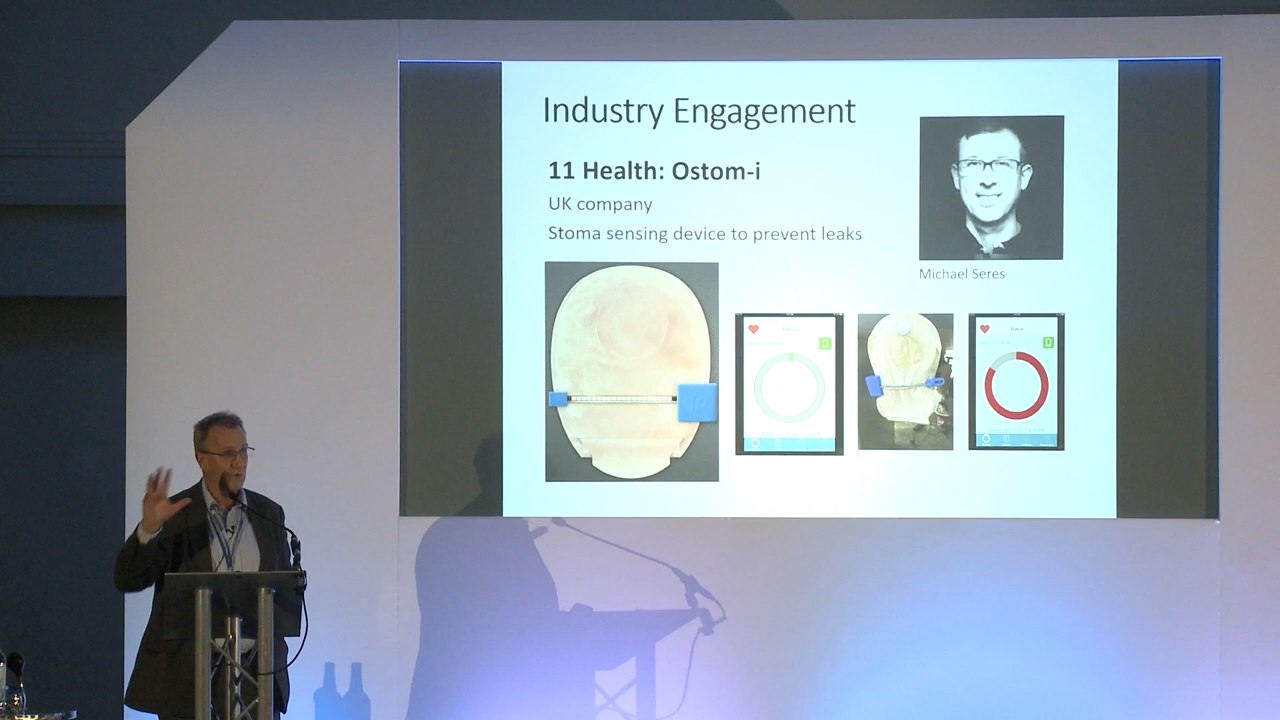 Industry Engagement
11 Health: Ostom-i
UK company
Stoma sensing device to prevent leaks
Michael Seres